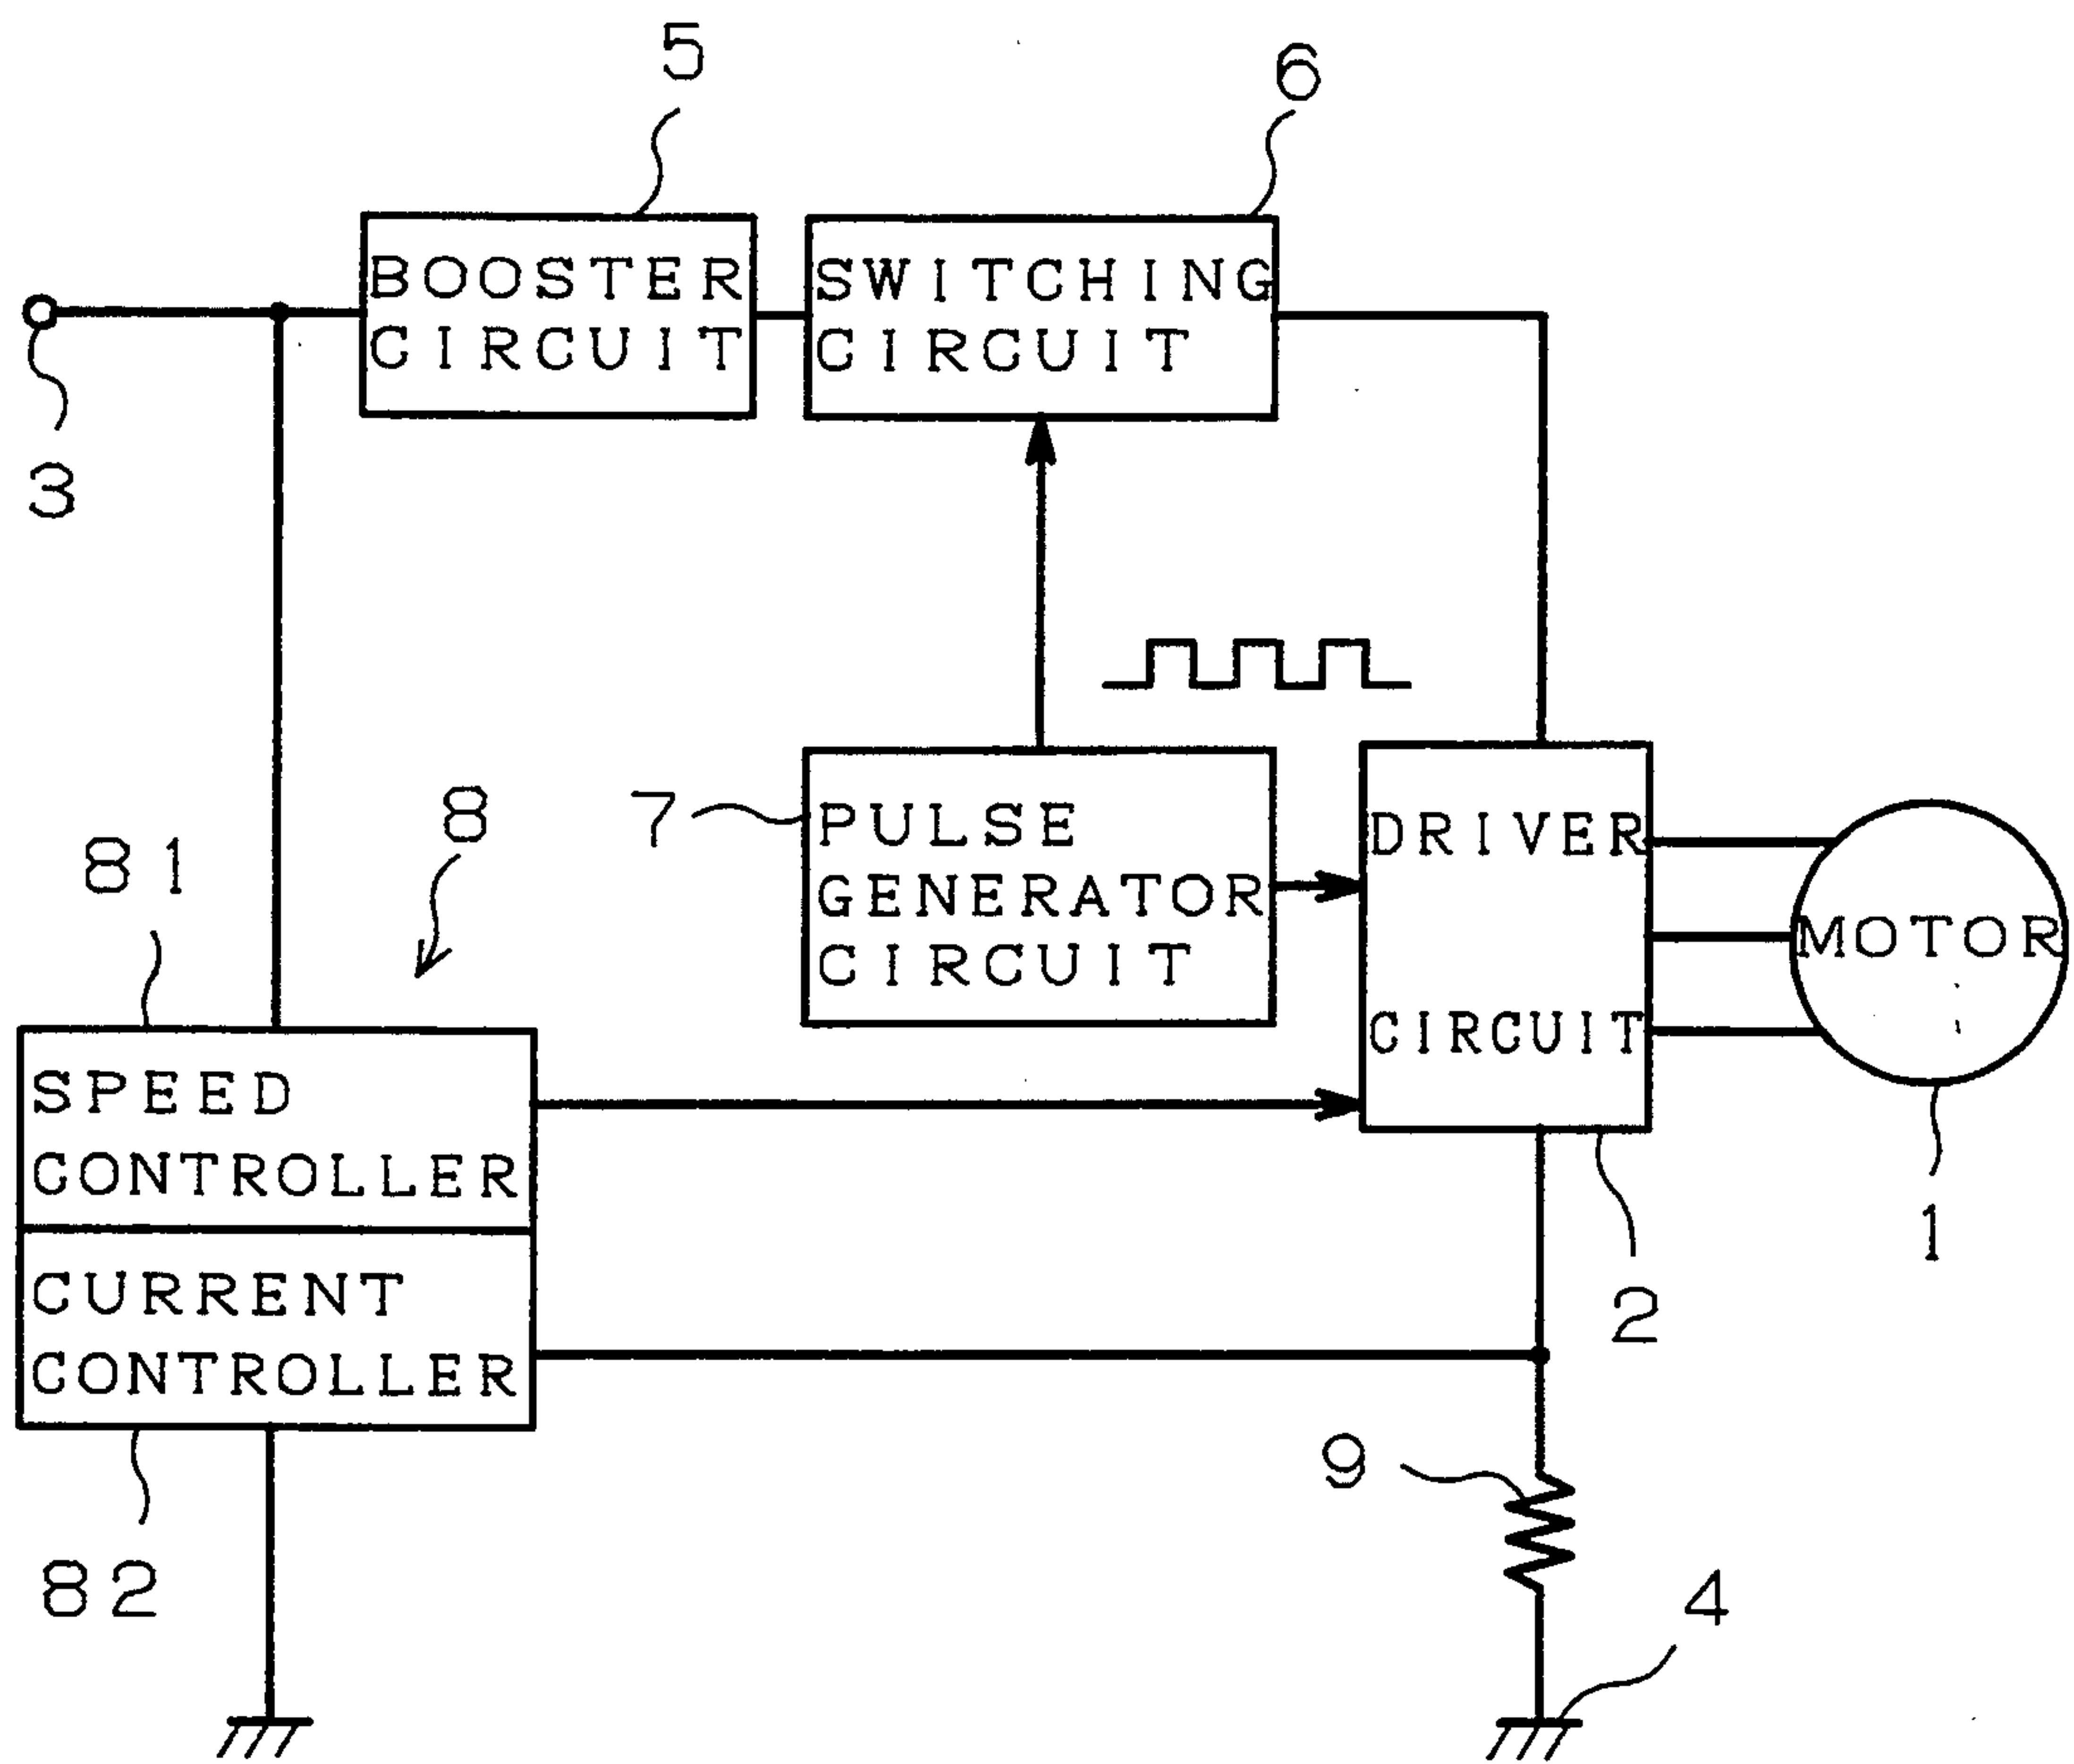 5
6
BOOSTER
CIRCUIT
SWITCHING
CIRCUIT
3
8
7
81
PULSE
GENERATOR
CIRCUIT
DRIVER
CIRCUIT
MOTOR
SPEED
CONTROLLER
CURRENT
CONTROLLER
1
2
9
82
4